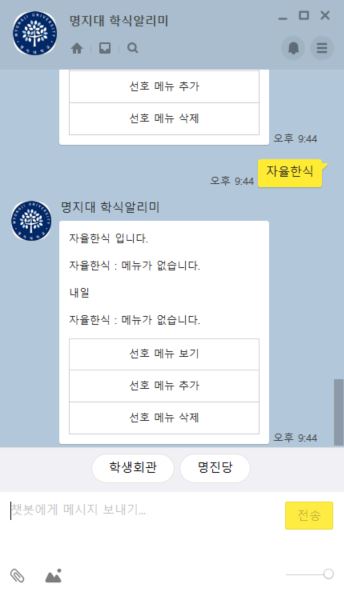 명지대 학식알리미
선호 메뉴 추가
선호 메뉴 삭제
오후 9:44
오후 9:44
자율한식
명지대 학식알리미
자율한식 입니다.
자율한식 : 메뉴가 없습니다.
내일
자율한식 : 메뉴가 없습니다.
선호 메뉴 보기
선호 메뉴 추가
선호 메뉴 삭제
오후 9:44
학생회관
명진당
챗봇에게 메시지 보내기...
전송